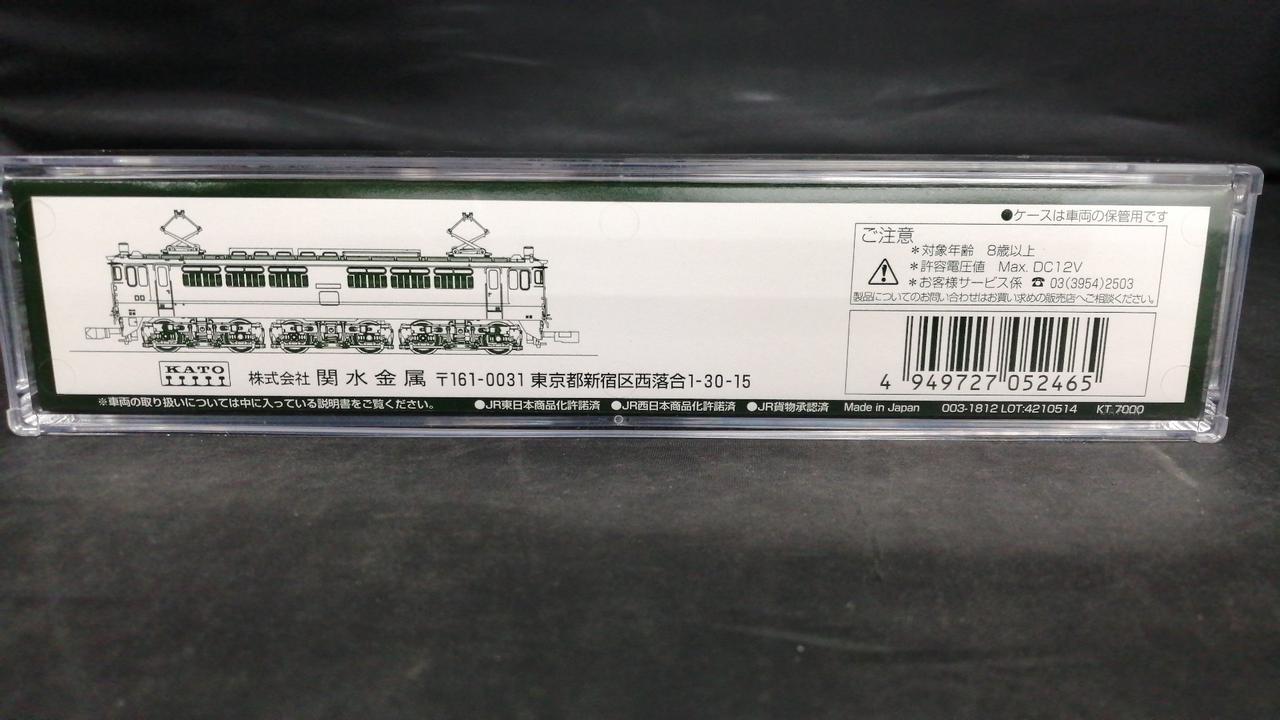 ●ケースは車両の保管用です
ご注意
＊対象年齢 8歳以上
＊許容電圧値 Max. DC12V
＊お客様サービス係 ☎ 03(3954)2503
製品についてのお問い合わせはお買い求めの販売店へご相談ください。
KATO 株式会社 関水金属 〒161-0031 東京都新宿区西落合1-30-15
4 949727 052465
※車両の取り扱いについては中に入っている説明書をご覧ください。 ●JR東日本商品化許諾済 ●JR西日本商品化許諾済 ●JR貨物承認済 Made in Japan 003-1812 LOT:4210514 KT 7000